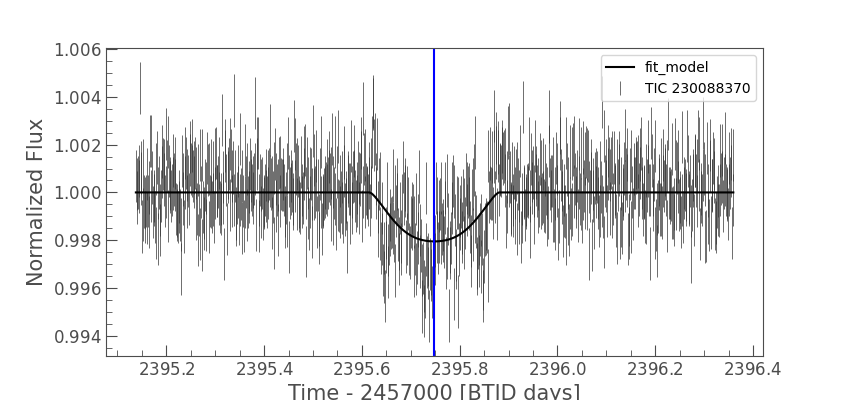 1.006
1.004
1.002
1.000
0.998
0.996
0.994
Normalized Flux
fit_model
TIC 230088370
2395.2 2395.4 2395.6 2395.8 2396.0 2396.2 2396.4
Time - 2457000 [BTJD days]